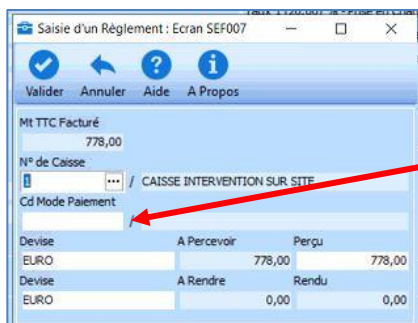 Saisie d'un Règlement : Ecran SEF007
Valider Annuler Aide A Propos
Mt TTC Facturé
778,00
N° de Caisse
1 ... / CAISSE INTERVENTION SUR SITE
Cd Mode Paiement
/
Devise A Percevoir Perçu
EURO 778,00 778,00
Devise A Rendre Rendu
EURO 0,00 0,00